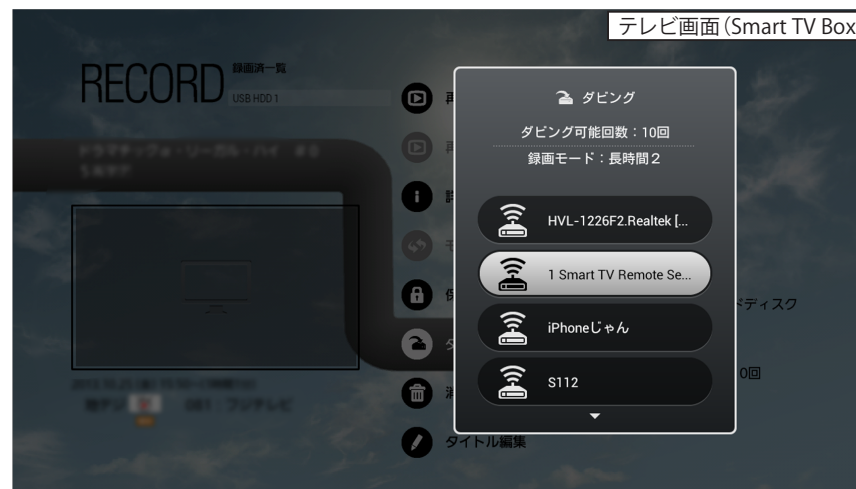 テレビ画面(Smart TV Box
RECORD
録画済一覧
USB HDD 1
ダビング
ダビング可能回数:10回
録画モード:長時間2
HVL-1226F2.Realtek [...
1 Smart TV Remote Se...
iPhoneじゃん
S112
ドディスク
0回
タイトル編集